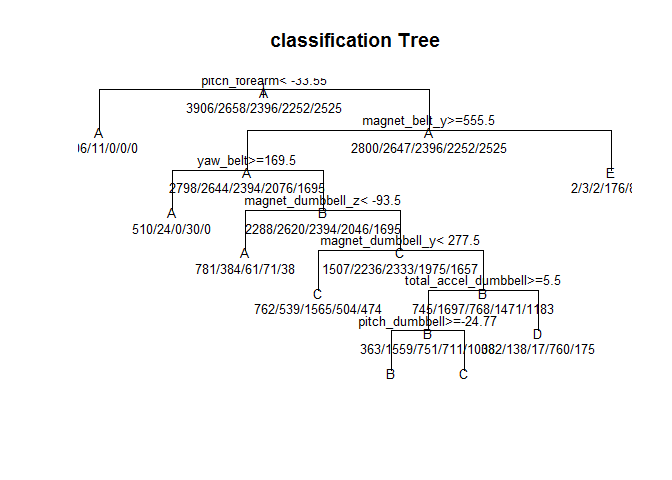 classification Tree
pitch_forearm< -33.55
A
3906/2658/2396/2252/2525
magnet_belt_y>=555.5
A
A
06/11/0/0/0
2800/2647/2396/2252/2525
yaw_belt>=169.5
A
E
2798/2644/2394/2076/1695
2/3/2/176/8
magnet_dumbbell_z< -93.5
A
B
510/24/0/30/0
2288/2620/2394/2046/1695
magnet_dumbbell_y< 277.5
A
C
781/384/61/71/38
1507/2236/2333/1975/1657
total_accel_dumbbell>=5.5
C
B
762/539/1565/504/474
745/1697/768/1471/1183
pitch_dumbbell>=-24.77
B
D
363/1559/751/711/1008
382/138/17/760/175
B
C